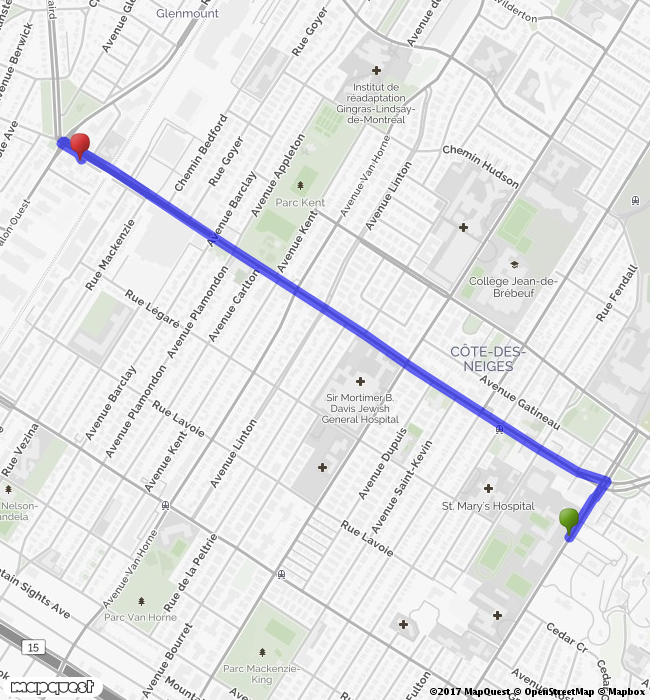 Wilderton
Glenmount
Rue Goyer
Avenue Berwick
Institut de
réadaptation
Gingras-Lindsay-
de-Montréal
Chemin Bedford
Rue Goyer
Avenue Appleton
Avenue Van-Horne
Chemin Hudson
Avenue Barclay
Avenue Linton
Parc Kent
Avenue Kent
alon Ouest
Rue Mackenzie
Collège Jean-de-
Brébeuf
Rue Fendall
Rue Légaré
Avenue Plamondon
Avenue Carlton
CÔTE-DES-
NEIGES
Avenue Gatineau
Avenue Barclay
Avenue Plamondon
Sir Mortimer B.
Davis Jewish
General Hospital
Rue Lavoie
Avenue Kent
Avenue Linton
Avenue Dupuis
Avenue Saint-Kevin
Rue Vezina
Nelson-
andela
St. Mary's Hospital
Rue Lavoie
Avenue Van-Horne
Rue de la Peltrie
ntain Sights Ave
Parc Van Horne
Avenue Bourret
15
Cedar Cr
Parc Mackenzie-
King
Fulton
mapquest
©2017 MapQuest © OpenStreetMap © Mapbox